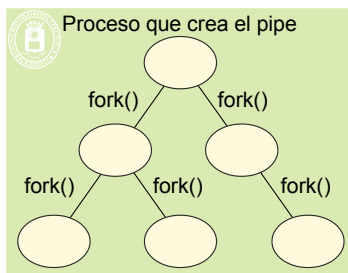 Proceso que crea el pipe
fork() fork()
fork() fork() fork()